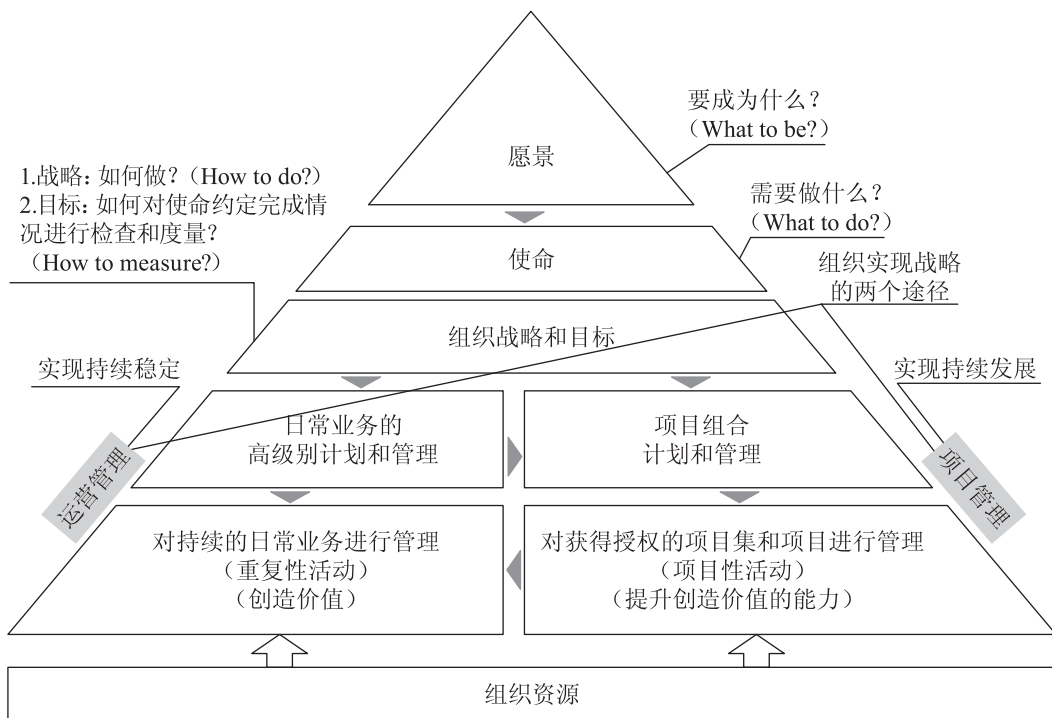 要成为什么？
（What to be?）
愿景
1.战略：如何做？（How to do?）
2.目标：如何对使命约定完成情
况进行检查和度量？
（How to measure?）
需要做什么？
（What to do?）
使命
组织实现战略
的两个途径
组织战略和目标
实现持续稳定
实现持续发展
日常业务的
高级别计划和管理
项目组合
计划和管理
运营管理
项目管理
对持续的日常业务进行管理
（重复性活动）
（创造价值）
对获得授权的项目集和项目进行管理
（项目性活动）
（提升创造价值的能力）
组织资源